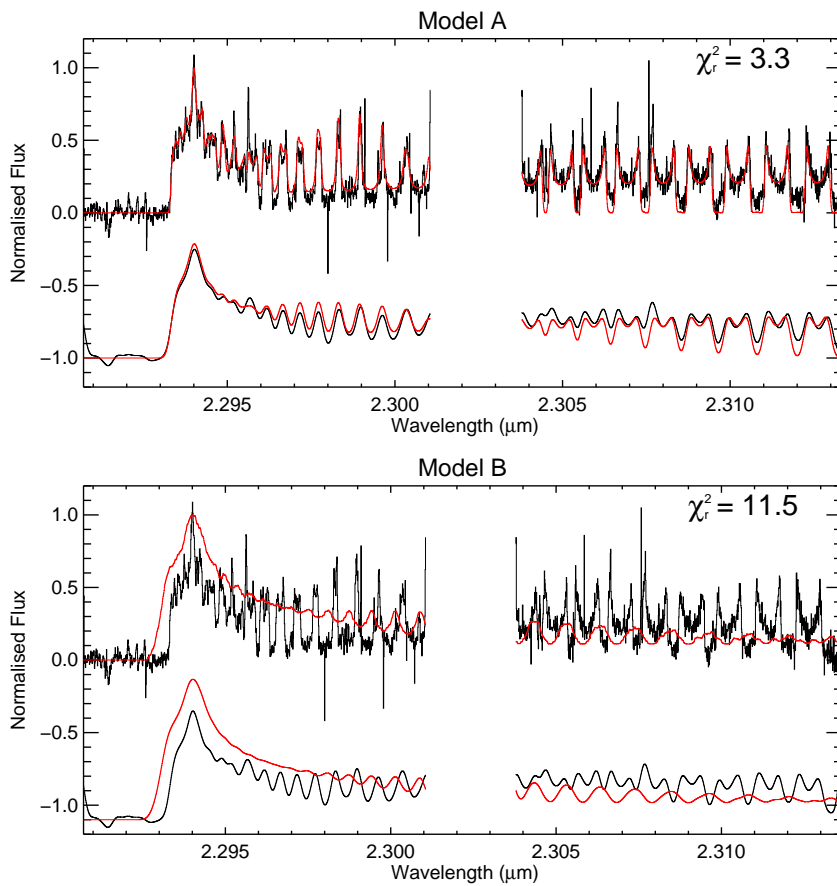 Model A
χ²ᵣ = 3.3
1.0
0.5
0.0
−0.5
−1.0
Normalised Flux
2.295 2.300 2.305 2.310
Wavelength (μm)
Model B
χ²ᵣ = 11.5
1.0
0.5
0.0
−0.5
−1.0
Normalised Flux
2.295 2.300 2.305 2.310
Wavelength (μm)